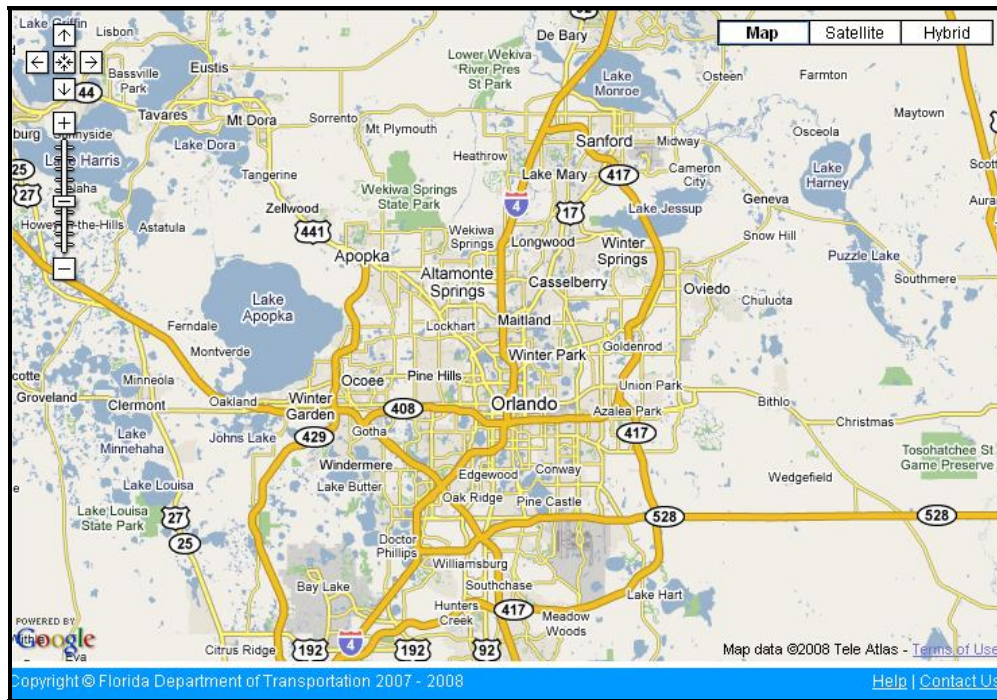 Lake Griffin
Lisbon
De Bary
Map
Satellite
Hybrid
Lower Wekiva
River Pres
St Park
Bassville
Park
Eustis
Lake
Monroe
Osteen
Farmton
44
Tavares
Mt Dora
Sorrento
Mt Plymouth
Maytown
Sunnyside
Lake Dora
Sanford
Midway
Osceola
Lake Harris
Heathrow
Lake Mary
417
Cameron
City
Lake
Harney
25
27
Tangerine
Wekiwa Springs
State Park
4
17
Lake Jessup
Geneva
Howey-in-the-Hills
Astatula
Zellwood
441
Wekiva
Springs
Longwood
Winter
Springs
Snow Hill
Puzzle Lake
Apopka
Altamonte
Springs
Casselberry
Oviedo
Southmere
Lake
Apopka
Chuluota
Ferndale
Lockhart
Maitland
Goldenrod
Montverde
Winter Park
Minneola
Ocoee
Pine Hills
Union Park
Groveland
Clermont
Oakland
Winter
Garden
408
Orlando
Azalea Park
Bithlo
Christmas
Lake
Minnehaha
Johns Lake
429
Gotha
417
Tosohatchee St
Game Preserve
Windermere
Edgewood
Conway
Wedgefield
Lake Louisa
Lake Butter
Oak Ridge
Pine Castle
Lake Louisa
State Park
27
25
528
528
Doctor
Phillips
Williamsburg
Bay Lake
Southchase
Lake Hart
Hunters
Creek
417
Meadow
Woods
POWERED BY
Google
Citrus Ridge
192
4
192
92
Map data ©2008 Tele Atlas - Terms of Use
Copyright © Florida Department of Transportation 2007 - 2008
Help | Contact Us